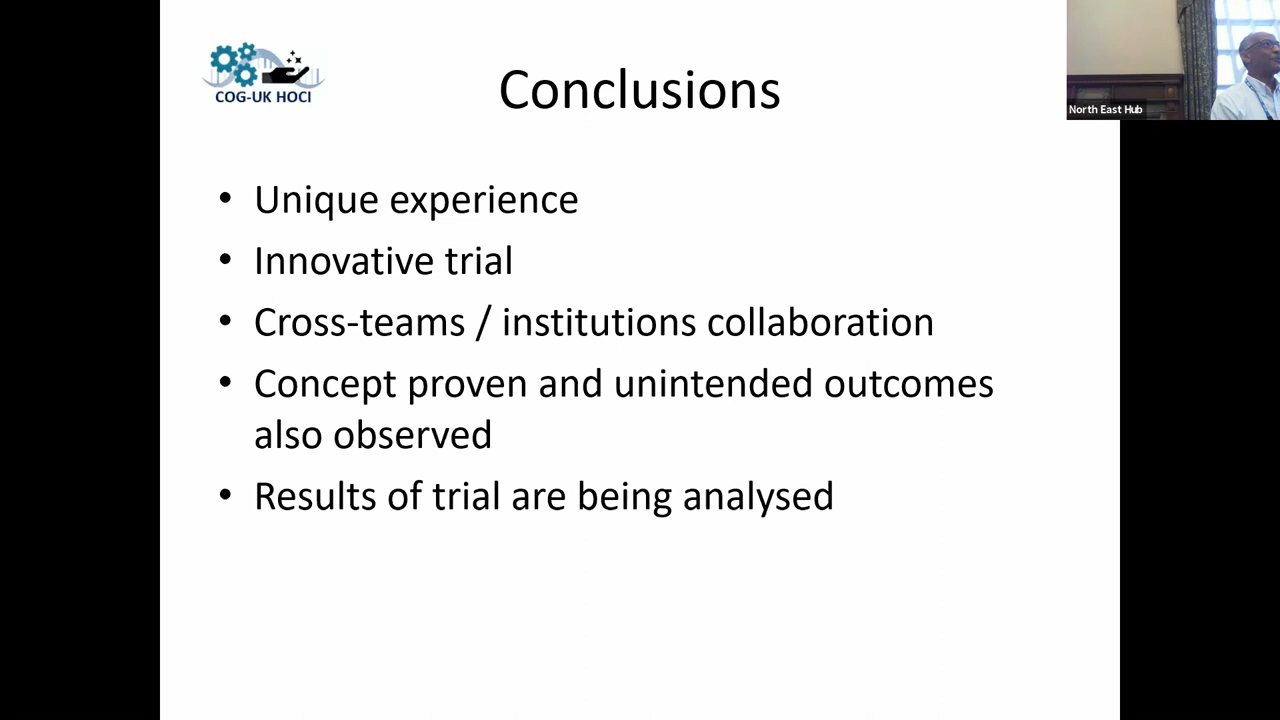 COG-UK HOCI
Conclusions
North East Hub
• Unique experience
• Innovative trial
• Cross-teams / institutions collaboration
• Concept proven and unintended outcomes
also observed
• Results of trial are being analysed